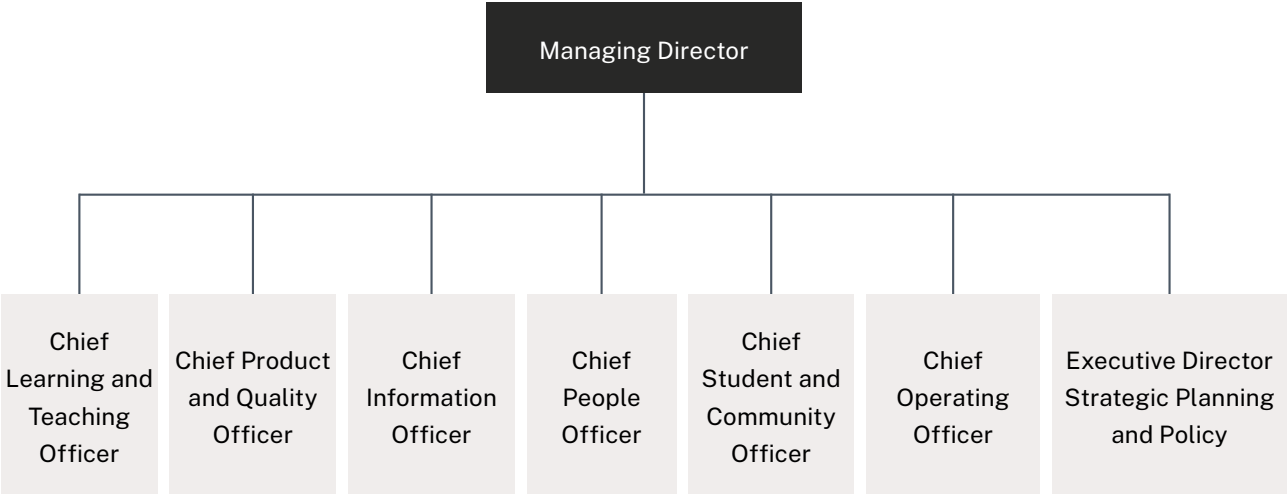 Managing Director
Chief
Learning and
Teaching
Officer
Chief Product
and Quality
Officer
Chief
Information
Officer
Chief
People
Officer
Chief
Student and
Community
Officer
Chief
Operating
Officer
Executive Director
Strategic Planning
and Policy